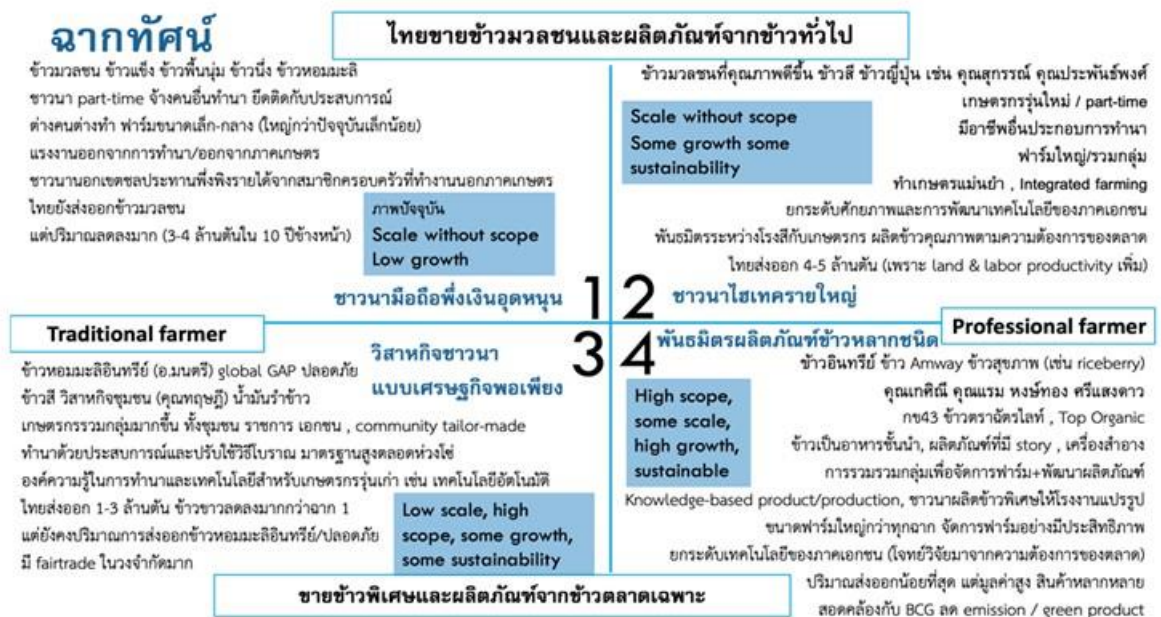 ฉากทัศน์
ไทยขายข้าวมวลชนและผลิตภัณฑ์จากข้าวทั่วไป
ข้าวมวลชน ข้าวแข็ง ข้าวพื้นนุ่ม ข้าวนึ่ง ข้าวหอมมะลิ
ชาวนา part-time จ้างคนอื่นทำนา ยึดติดกับประสบการณ์
ต่างคนต่างทำ ฟาร์มขนาดเล็ก-กลาง (ใหญ่กว่าปัจจุบันเล็กน้อย)
แรงงานออกจากการทำนา/ออกจากภาคเกษตร
ชาวนานอกเขตชลประทานพึ่งพิงรายได้จากสมาชิกครอบครัวที่ทำงานนอกภาคเกษตร
ไทยยังส่งออกข้าวมวลชน
แต่ปริมาณลดลงมาก (3-4 ล้านตันใน 10 ปีข้างหน้า)
ภาพปัจจุบัน
Scale without scope
Low growth
ชาวนามือถือพึ่งเงินอุดหนุน
1
ข้าวมวลชนที่คุณภาพดีขึ้น ข้าวสี ข้าวญี่ปุ่น เช่น คุณสุกรรณ์ คุณประพันธ์พงศ์
เกษตรกรรุ่นใหม่ / part-time
มีอาชีพอื่นประกอบการทำนา
ฟาร์มใหญ่/รวมกลุ่ม
ทำเกษตรแม่นยำ , Integrated farming
ยกระดับศักยภาพและการพัฒนาเทคโนโลยีของภาคเอกชน
พันธมิตรระหว่างโรงสีกับเกษตรกร ผลิตข้าวคุณภาพตามความต้องการของตลาด
ไทยส่งออก 4-5 ล้านตัน (เพราะ land & labor productivity เพิ่ม)
Scale without scope
Some growth some
sustainability
2
ชาวนาไฮเทครายใหญ่
Traditional farmer
Professional farmer
3
วิสาหกิจชาวนา
แบบเศรษฐกิจพอเพียง
ข้าวหอมมะลิอินทรีย์ (อ.มนตรี) global GAP ปลอดภัย
ข้าวสี วิสาหกิจชุมชน (คุณทฤษฎี) น้ำมันรำข้าว
เกษตรกรรวมกลุ่มมากขึ้น ทั้งชุมชน ราชการ เอกชน , community tailor-made
ทำนาด้วยประสบการณ์และปรับใช้วิธีโบราณ มาตรฐานสูงตลอดห่วงโซ่
องค์ความรู้ในการทำนาและเทคโนโลยีสำหรับเกษตรกรรุ่นเก่า เช่น เทคโนโลยีอัตโนมัติ
ไทยส่งออก 1-3 ล้านตัน ข้าวขาวลดลงมากกว่าฉาก 1
แต่ยังคงปริมาณการส่งออกข้าวหอมมะลิอินทรีย์/ปลอดภัย
มี fairtrade ในวงจำกัดมาก
Low scale, high
scope, some growth,
some sustainability
4
พันธมิตรผลิตภัณฑ์ข้าวหลากชนิด
ข้าวอินทรีย์ ข้าว Amway ข้าวสุขภาพ (เช่น riceberry)
คุณเกศิณี คุณแรม หงษ์ทอง ศรีแสงดาว
กข43 ข้าวตราฉัตรไลท์ , Top Organic
ข้าวเป็นอาหารชั้นนำ, ผลิตภัณฑ์ที่มี story , เครื่องสำอาง
การรวมรวมกลุ่มเพื่อจัดการฟาร์ม+พัฒนาผลิตภัณฑ์
Knowledge-based product/production, ชาวนาผลิตข้าวพิเศษให้โรงงานแปรรูป
ขนาดฟาร์มใหญ่กว่าทุกฉาก จัดการฟาร์มอย่างมีประสิทธิภาพ
ยกระดับเทคโนโลยีของภาคเอกชน (โจทย์วิจัยมาจากความต้องการของตลาด)
ปริมาณส่งออกน้อยที่สุด แต่มูลค่าสูง สินค้าหลากหลาย
สอดคล้องกับ BCG ลด emission / green product
High scope,
some scale,
high growth,
sustainable
ขายข้าวพิเศษและผลิตภัณฑ์จากข้าวตลาดเฉพาะ